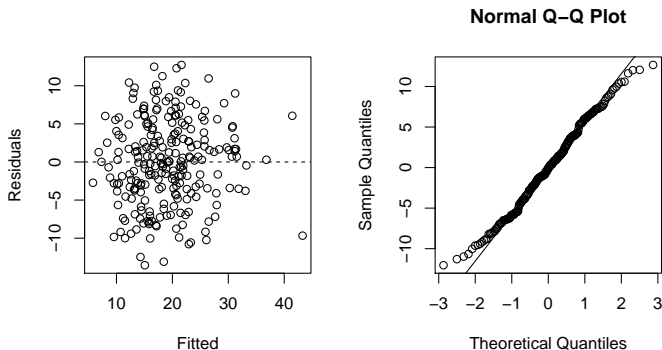 Normal Q−Q Plot
Residuals
10
5
0
−5
−10
10 20 30 40
Fitted
Sample Quantiles
10
5
0
−5
−10
−3 −2 −1 0 1 2 3
Theoretical Quantiles